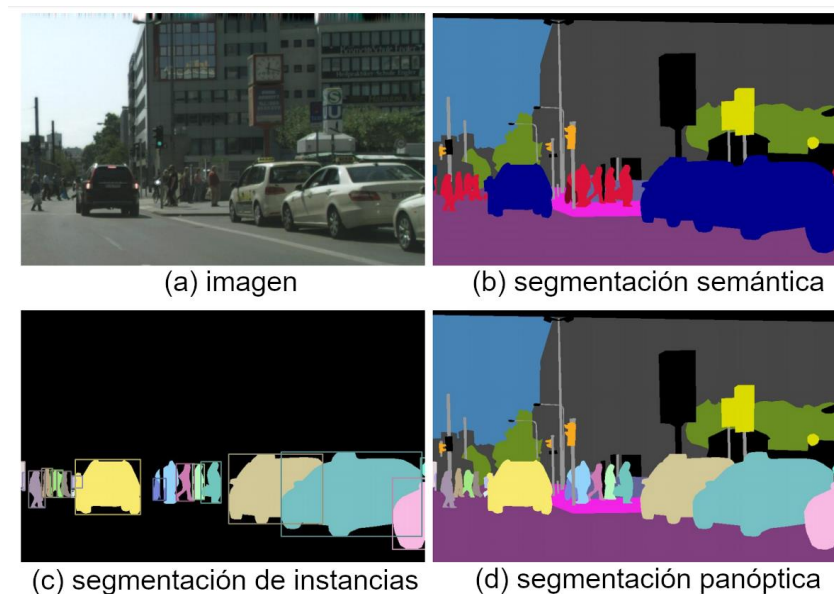 (a) imagen
(b) segmentación semántica
(c) segmentación de instancias
(d) segmentación panóptica